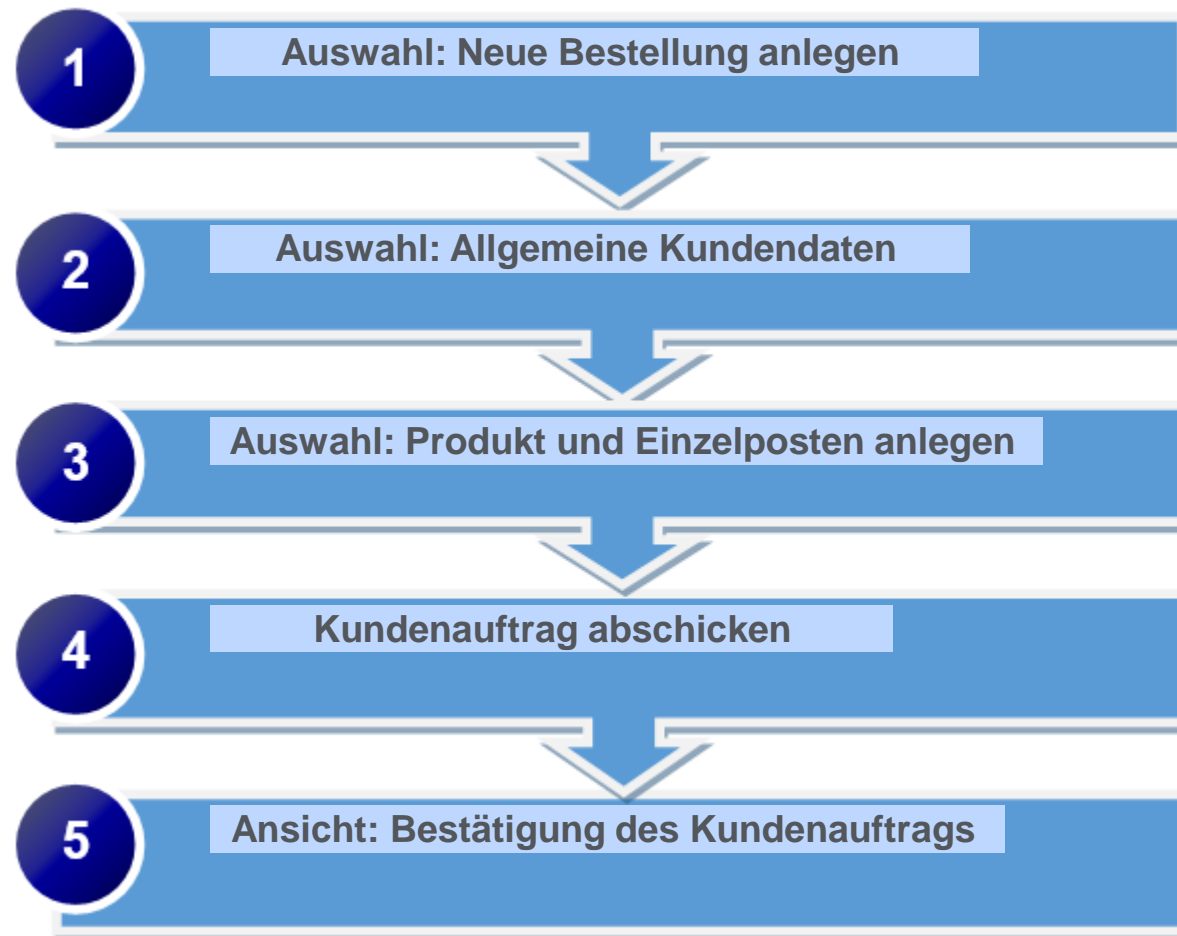 1
Auswahl: Neue Bestellung anlegen
2
Auswahl: Allgemeine Kundendaten
3
Auswahl: Produkt und Einzelposten anlegen
4
Kundenauftrag abschicken
5
Ansicht: Bestätigung des Kundenauftrags